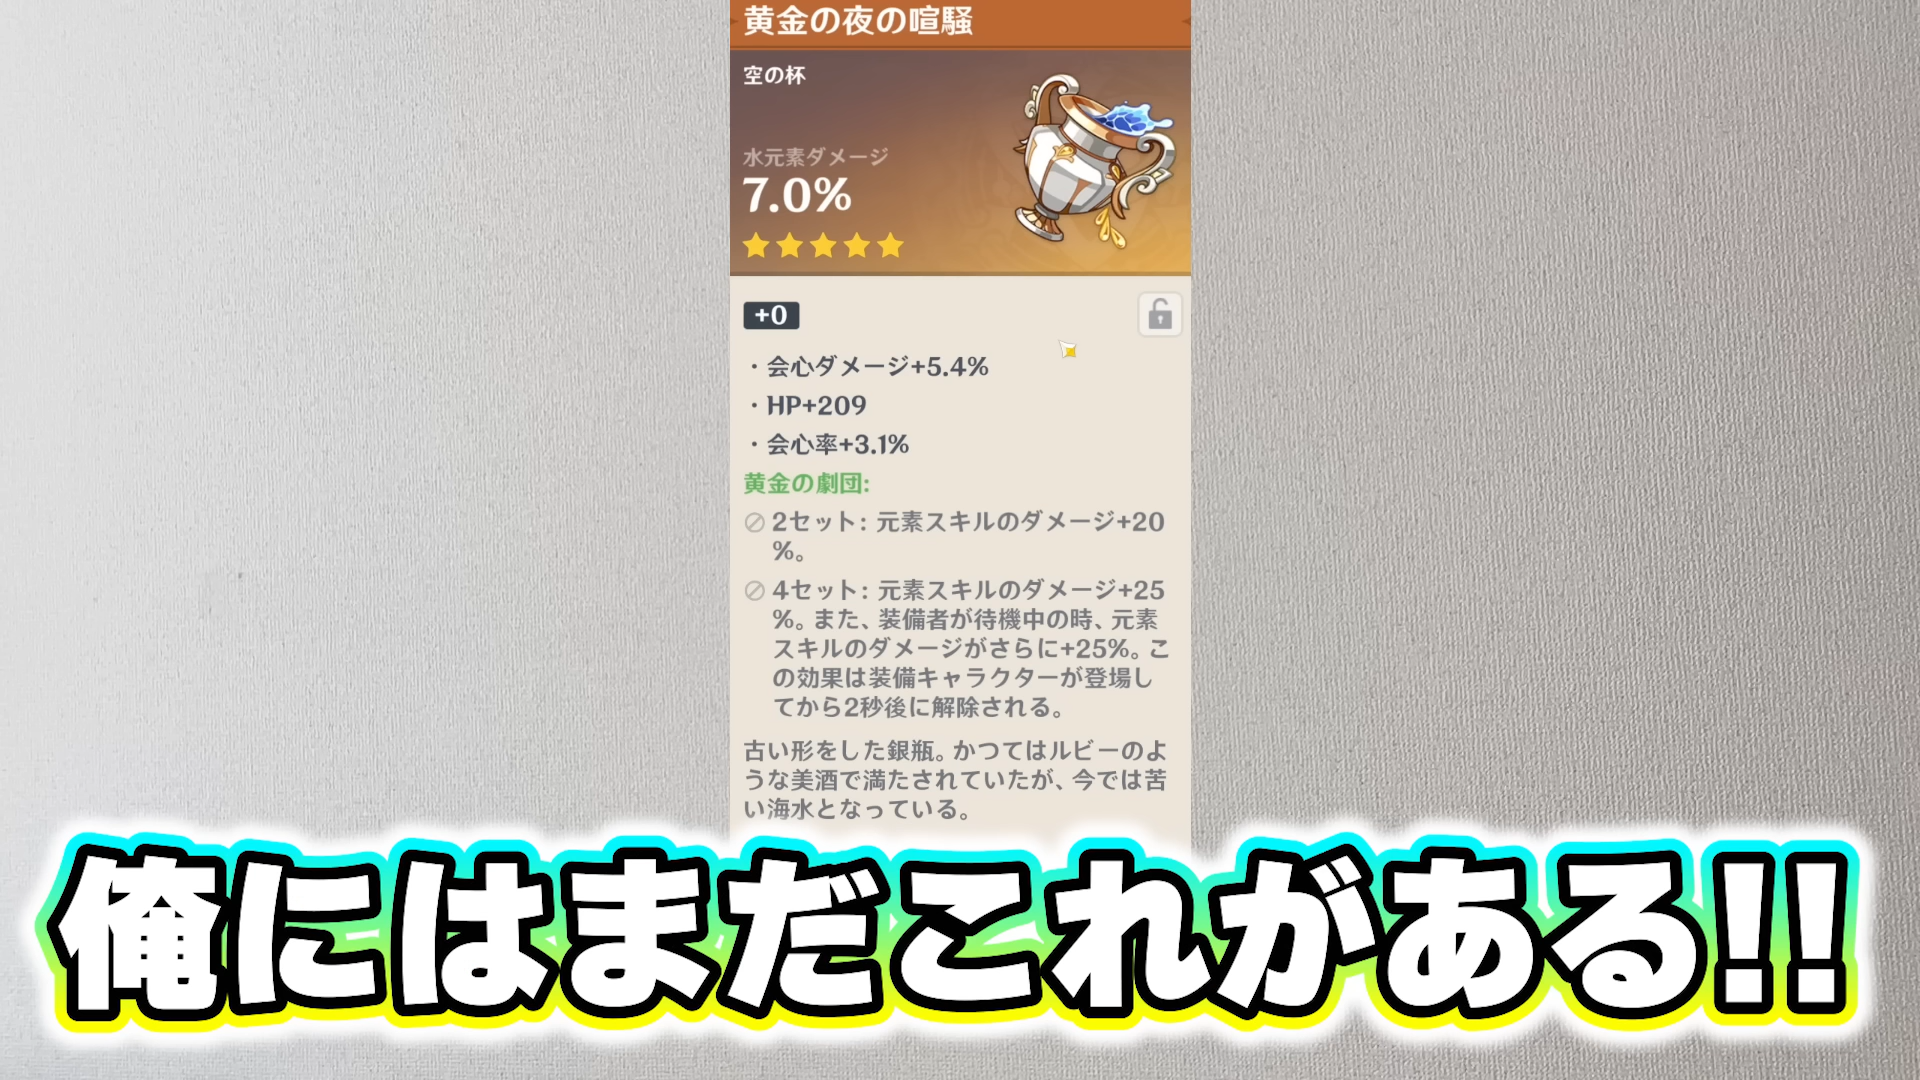 黄金の夜の喧騒
空の杯
水元素ダメージ
7.0%
+0
・会心ダメージ+5.4%
・HP+209
・会心率+3.1%
黄金の劇団:
2セット: 元素スキルのダメージ+20
%。
4セット: 元素スキルのダメージ+25
%。また、装備者が待機中の時、元素
スキルのダメージがさらに+25%。こ
の効果は装備キャラクターが登場し
てから2秒後に解除される。
古い形をした銀瓶。かつてはルビーのよ
うな美酒で満たされていたが、今では苦
い海水となっている。
俺にはまだこれがある!!